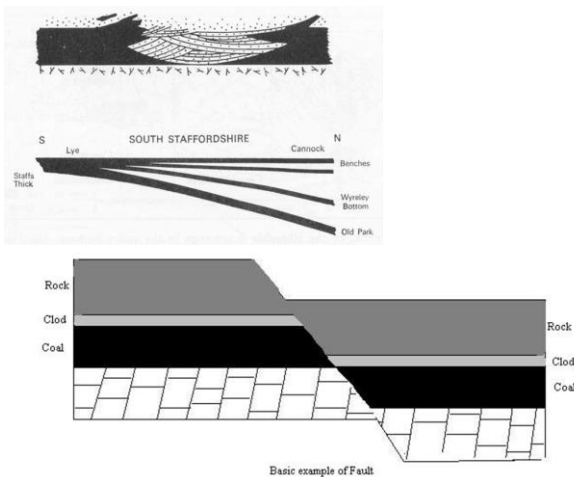 S SOUTH STAFFORDSHIRE N
Lye Cannock
Benches
Staffs
Thick
Wyreley
Bottom
Old Park
Rock
Clod
Coal
Rock
Clod
Coal
Basic example of Fault